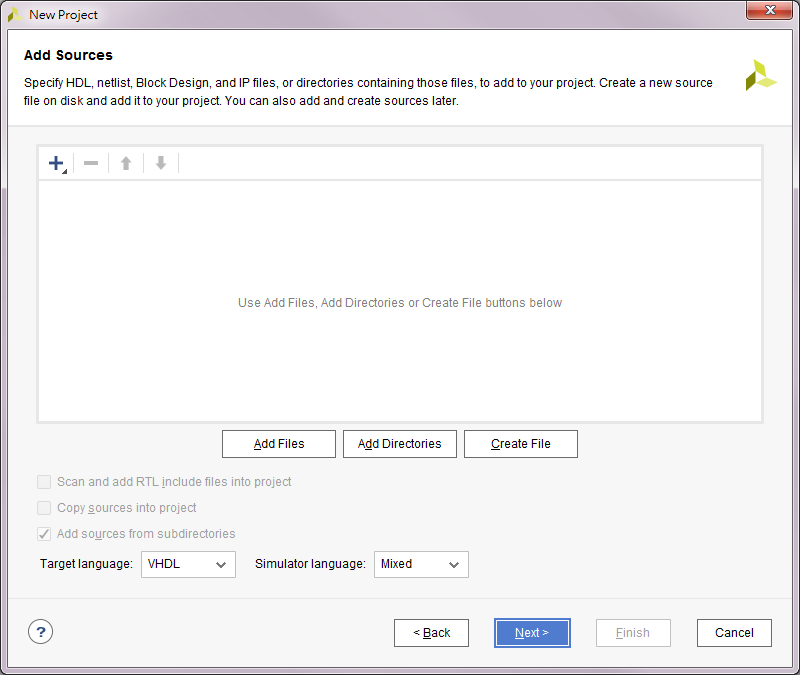 New Project
Add Sources
Specify HDL, netlist, Block Design, and IP files, or directories containing those files, to add to your project. Create a new source
file on disk and add it to your project. You can also add and create sources later.
Use Add Files, Add Directories or Create File buttons below
Add Files Add Directories Create File
Scan and add RTL include files into project
Copy sources into project
Add sources from subdirectories
Target language: VHDL Simulator language: Mixed
? < Back Next > Finish Cancel